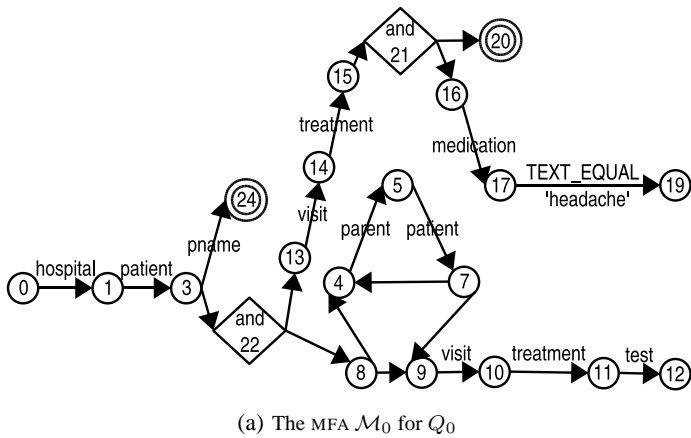 and
21
20
15
16
treatment
medication
14
TEXT_EQUAL
17
19
'headache'
5
24
visit
pname
parent
patient
13
hospital
patient
0
1
3
4
7
and
22
visit
treatment
test
8
9
10
11
12
(a) The MFA M₀ for Q₀